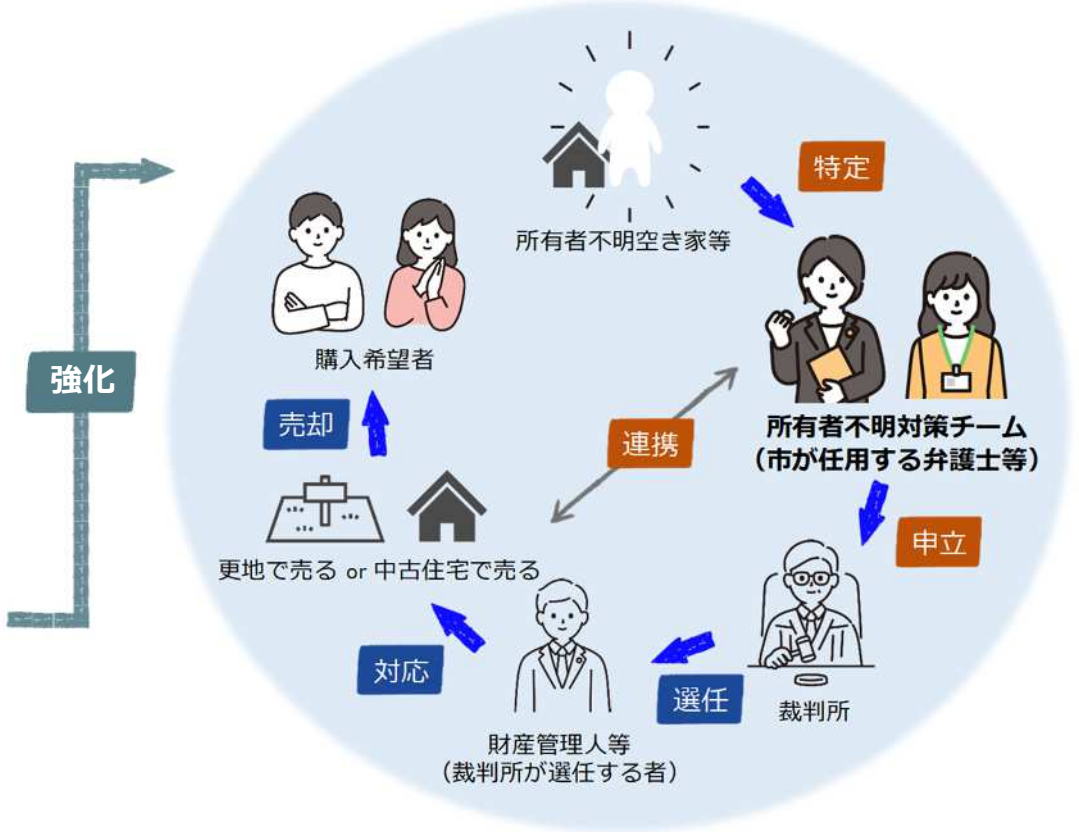 強化
所有者不明空き家等
特定
所有者不明対策チーム
（市が任用する弁護士等）
申立
裁判所
選任
財産管理人等
（裁判所が選任する者）
対応
更地で売る or 中古住宅で売る
連携
売却
購入希望者